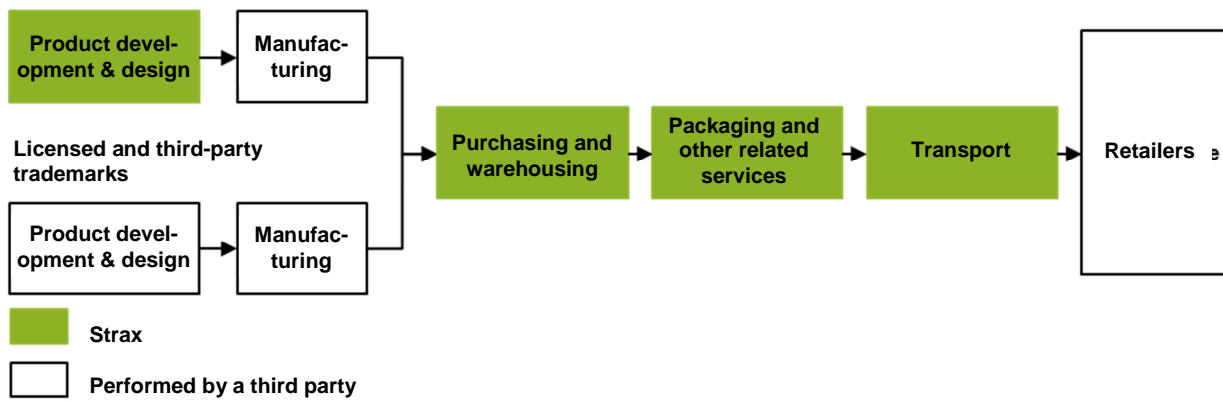 Product devel-
opment & design
Manufac-
turing
Licensed and third-party
trademarks
Product devel-
opment & design
Manufac-
turing
Purchasing and
warehousing
Packaging and
other related
services
Transport
Retailers
Strax
Performed by a third party